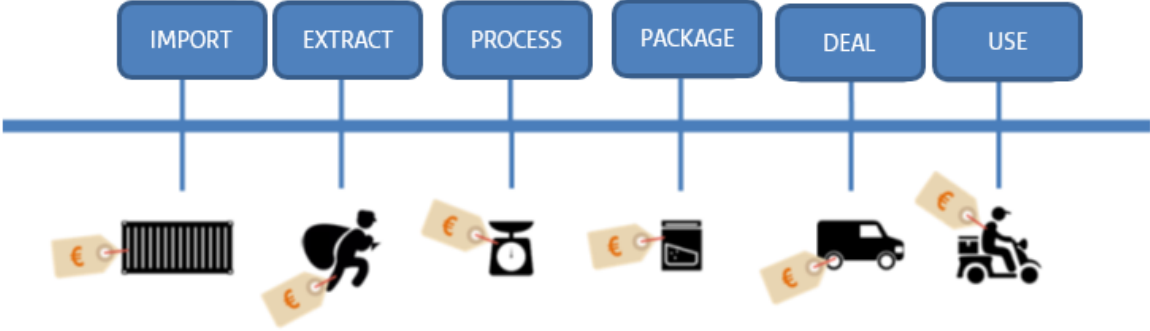 IMPORT
EXTRACT
PROCESS
PACKAGE
DEAL
USE
€
€
€
€
€
€